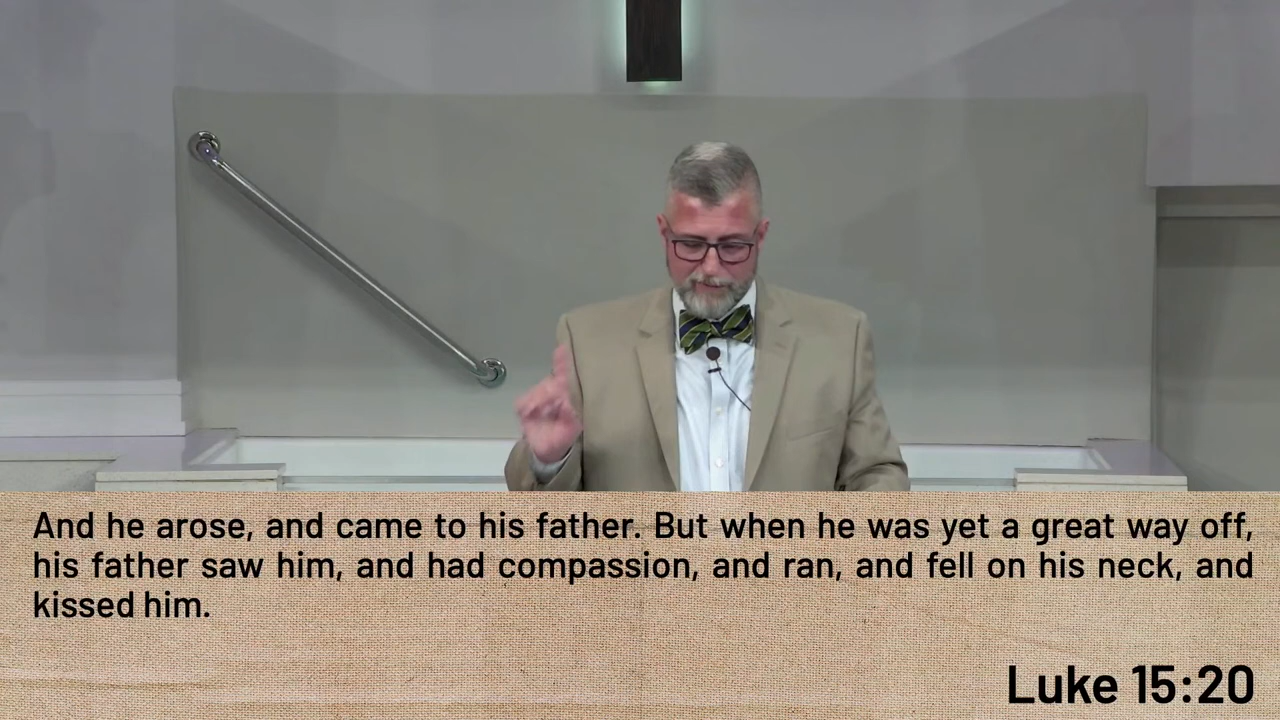 And he arose, and came to his father. But when he was yet a great way off,
his father saw him, and had compassion, and ran, and fell on his neck, and
kissed him.
Luke 15:20